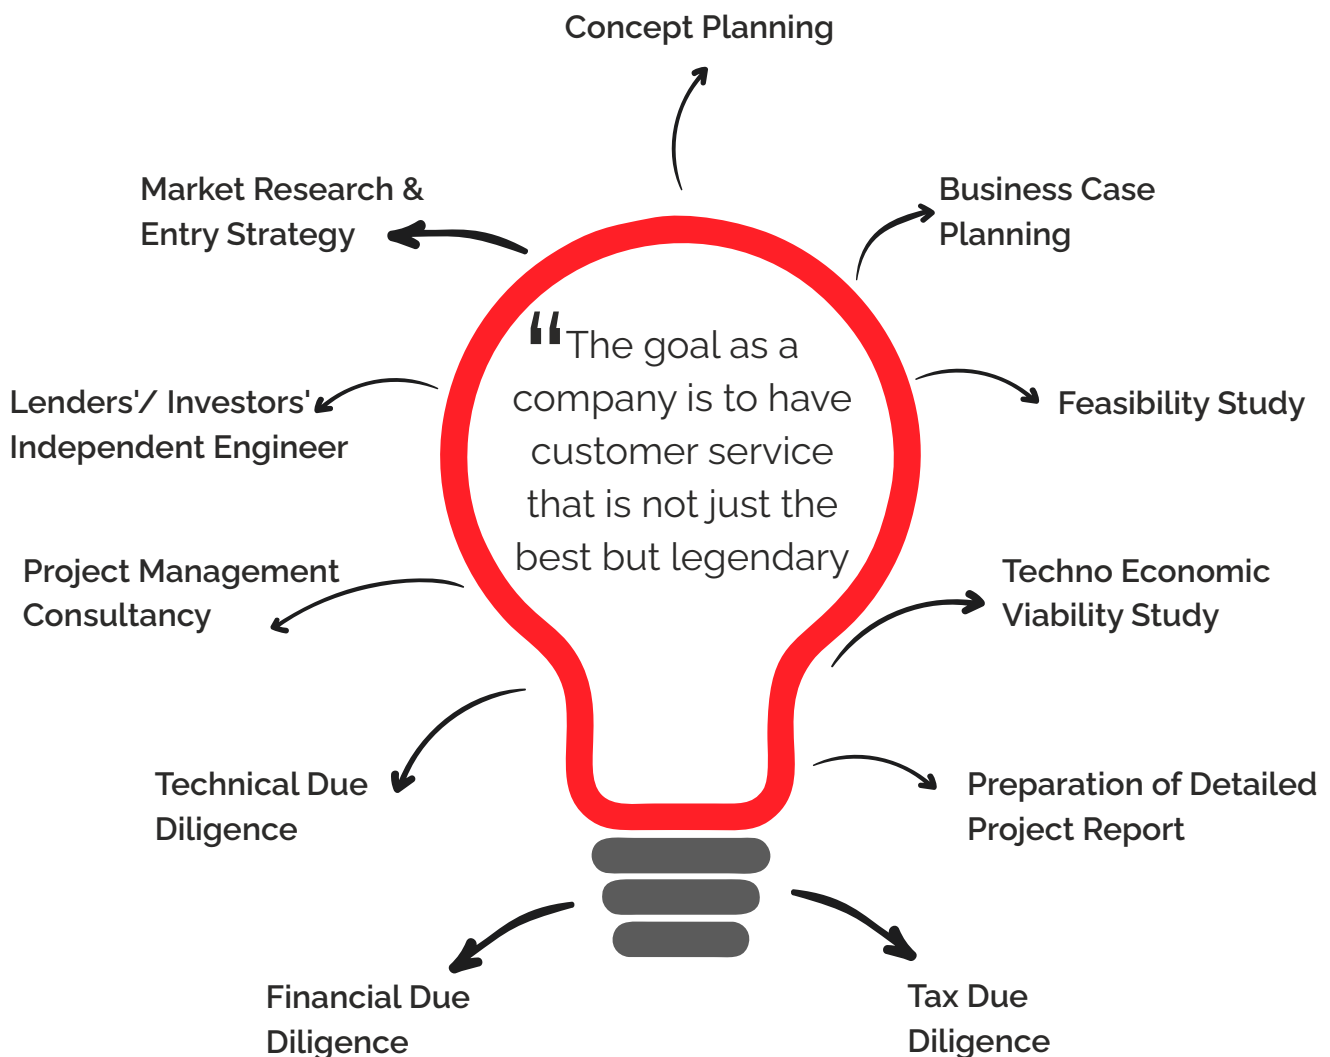 Concept Planning
Market Research &
Entry Strategy
Business Case
Planning
“The goal as a
company is to have
customer service
that is not just the
best but legendary
Lenders'/ Investors'
Independent Engineer
Feasibility Study
Project Management
Consultancy
Techno Economic
Viability Study
Technical Due
Diligence
Preparation of Detailed
Project Report
Financial Due
Diligence
Tax Due
Diligence